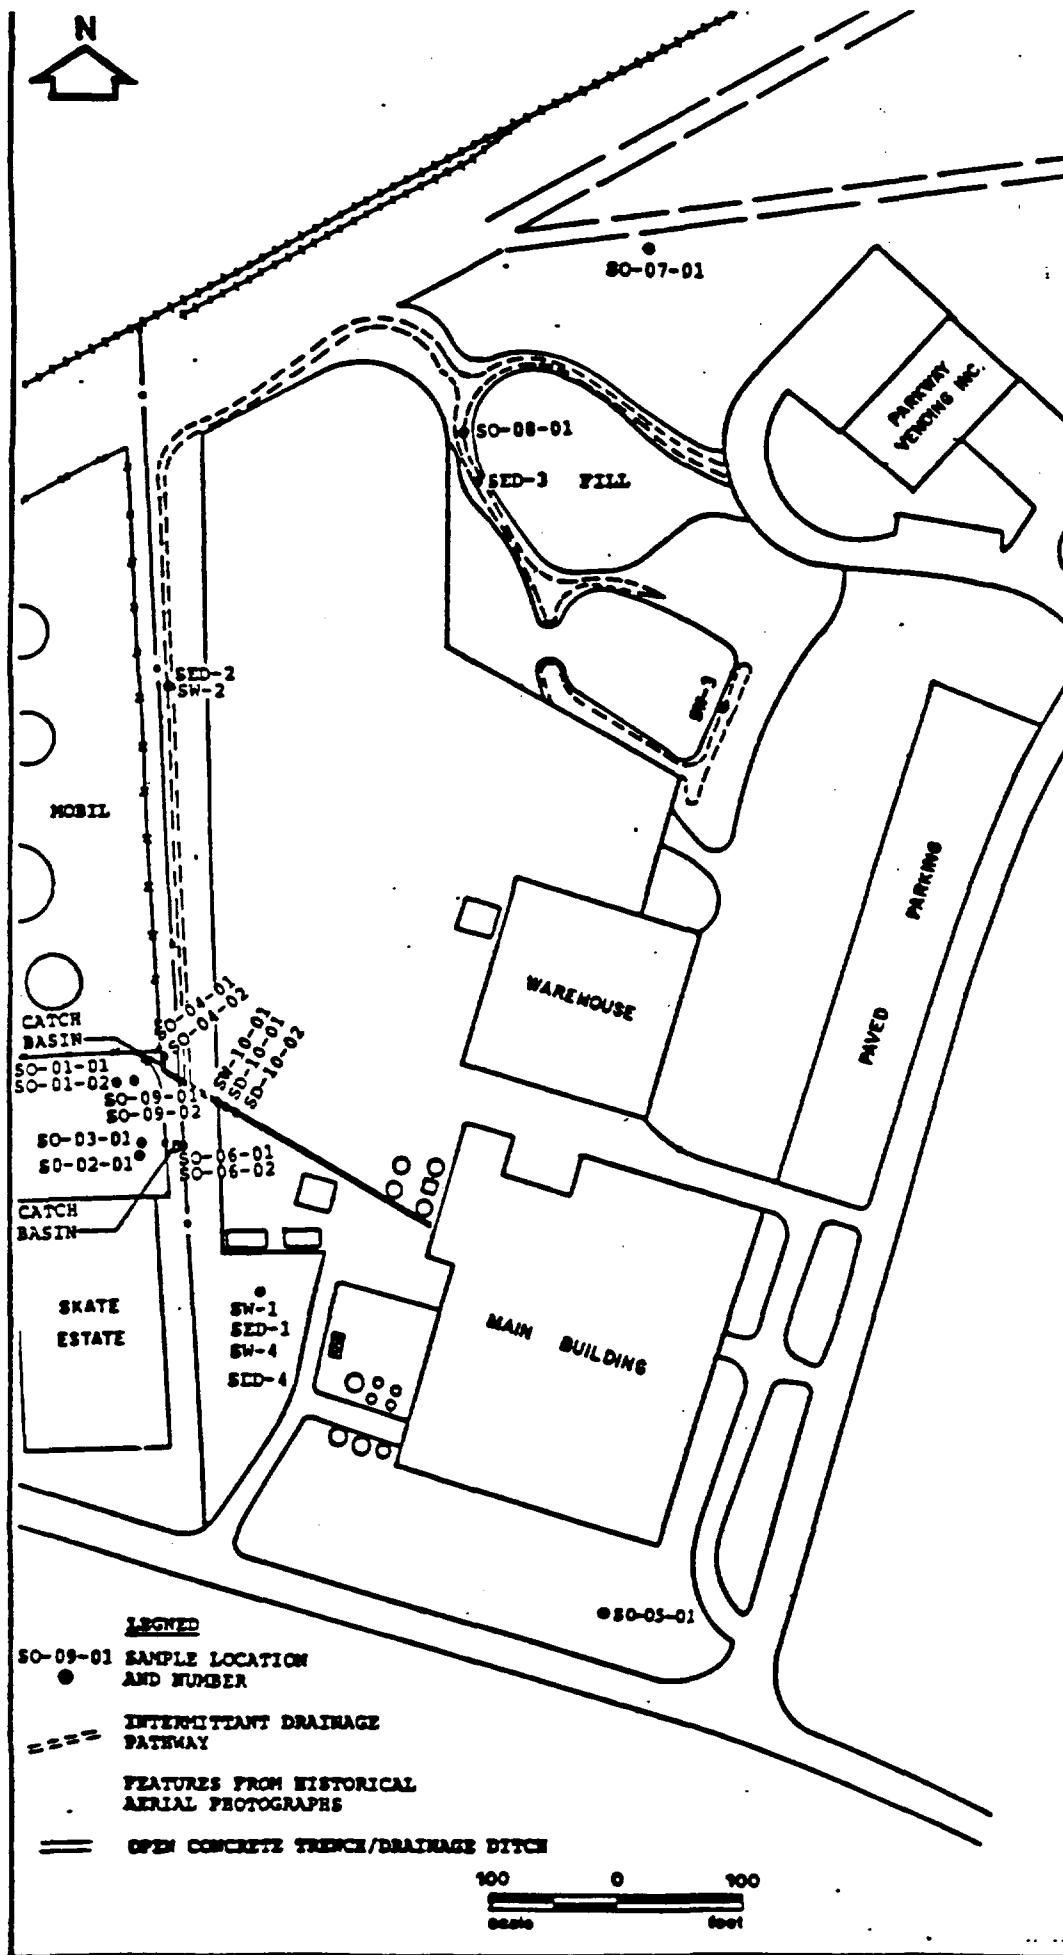 N
SO-07-01
PARKWAY
VENDING INC.
SO-08-01
SED-3 FILL
SED-2
SW-2
SW-3
MOBIL
PARKING
PAVED
WAREHOUSE
SO-04-01
SO-04-02
SW-10-01
SD-10-01
SD-10-02
CATCH
BASIN
SO-01-01
SO-01-02
SO-09-01
SO-09-02
SO-03-01
SO-02-01
SO-06-01
SO-06-02
CATCH
BASIN
SKATE
ESTATE
SW-1
SED-1
SW-4
SED-4
MAIN BUILDING
SO-05-01
LEGNED
SO-09-01 SAMPLE LOCATION
AND NUMBER
INTERMITTANT DRAINAGE
PATHWAY
FEATURES FROM HISTORICAL
AERIAL PHOTOGRAPHS
OPEN CONCRETE TRENCH/DRAINAGE DITCH
100 0 100
scale feet